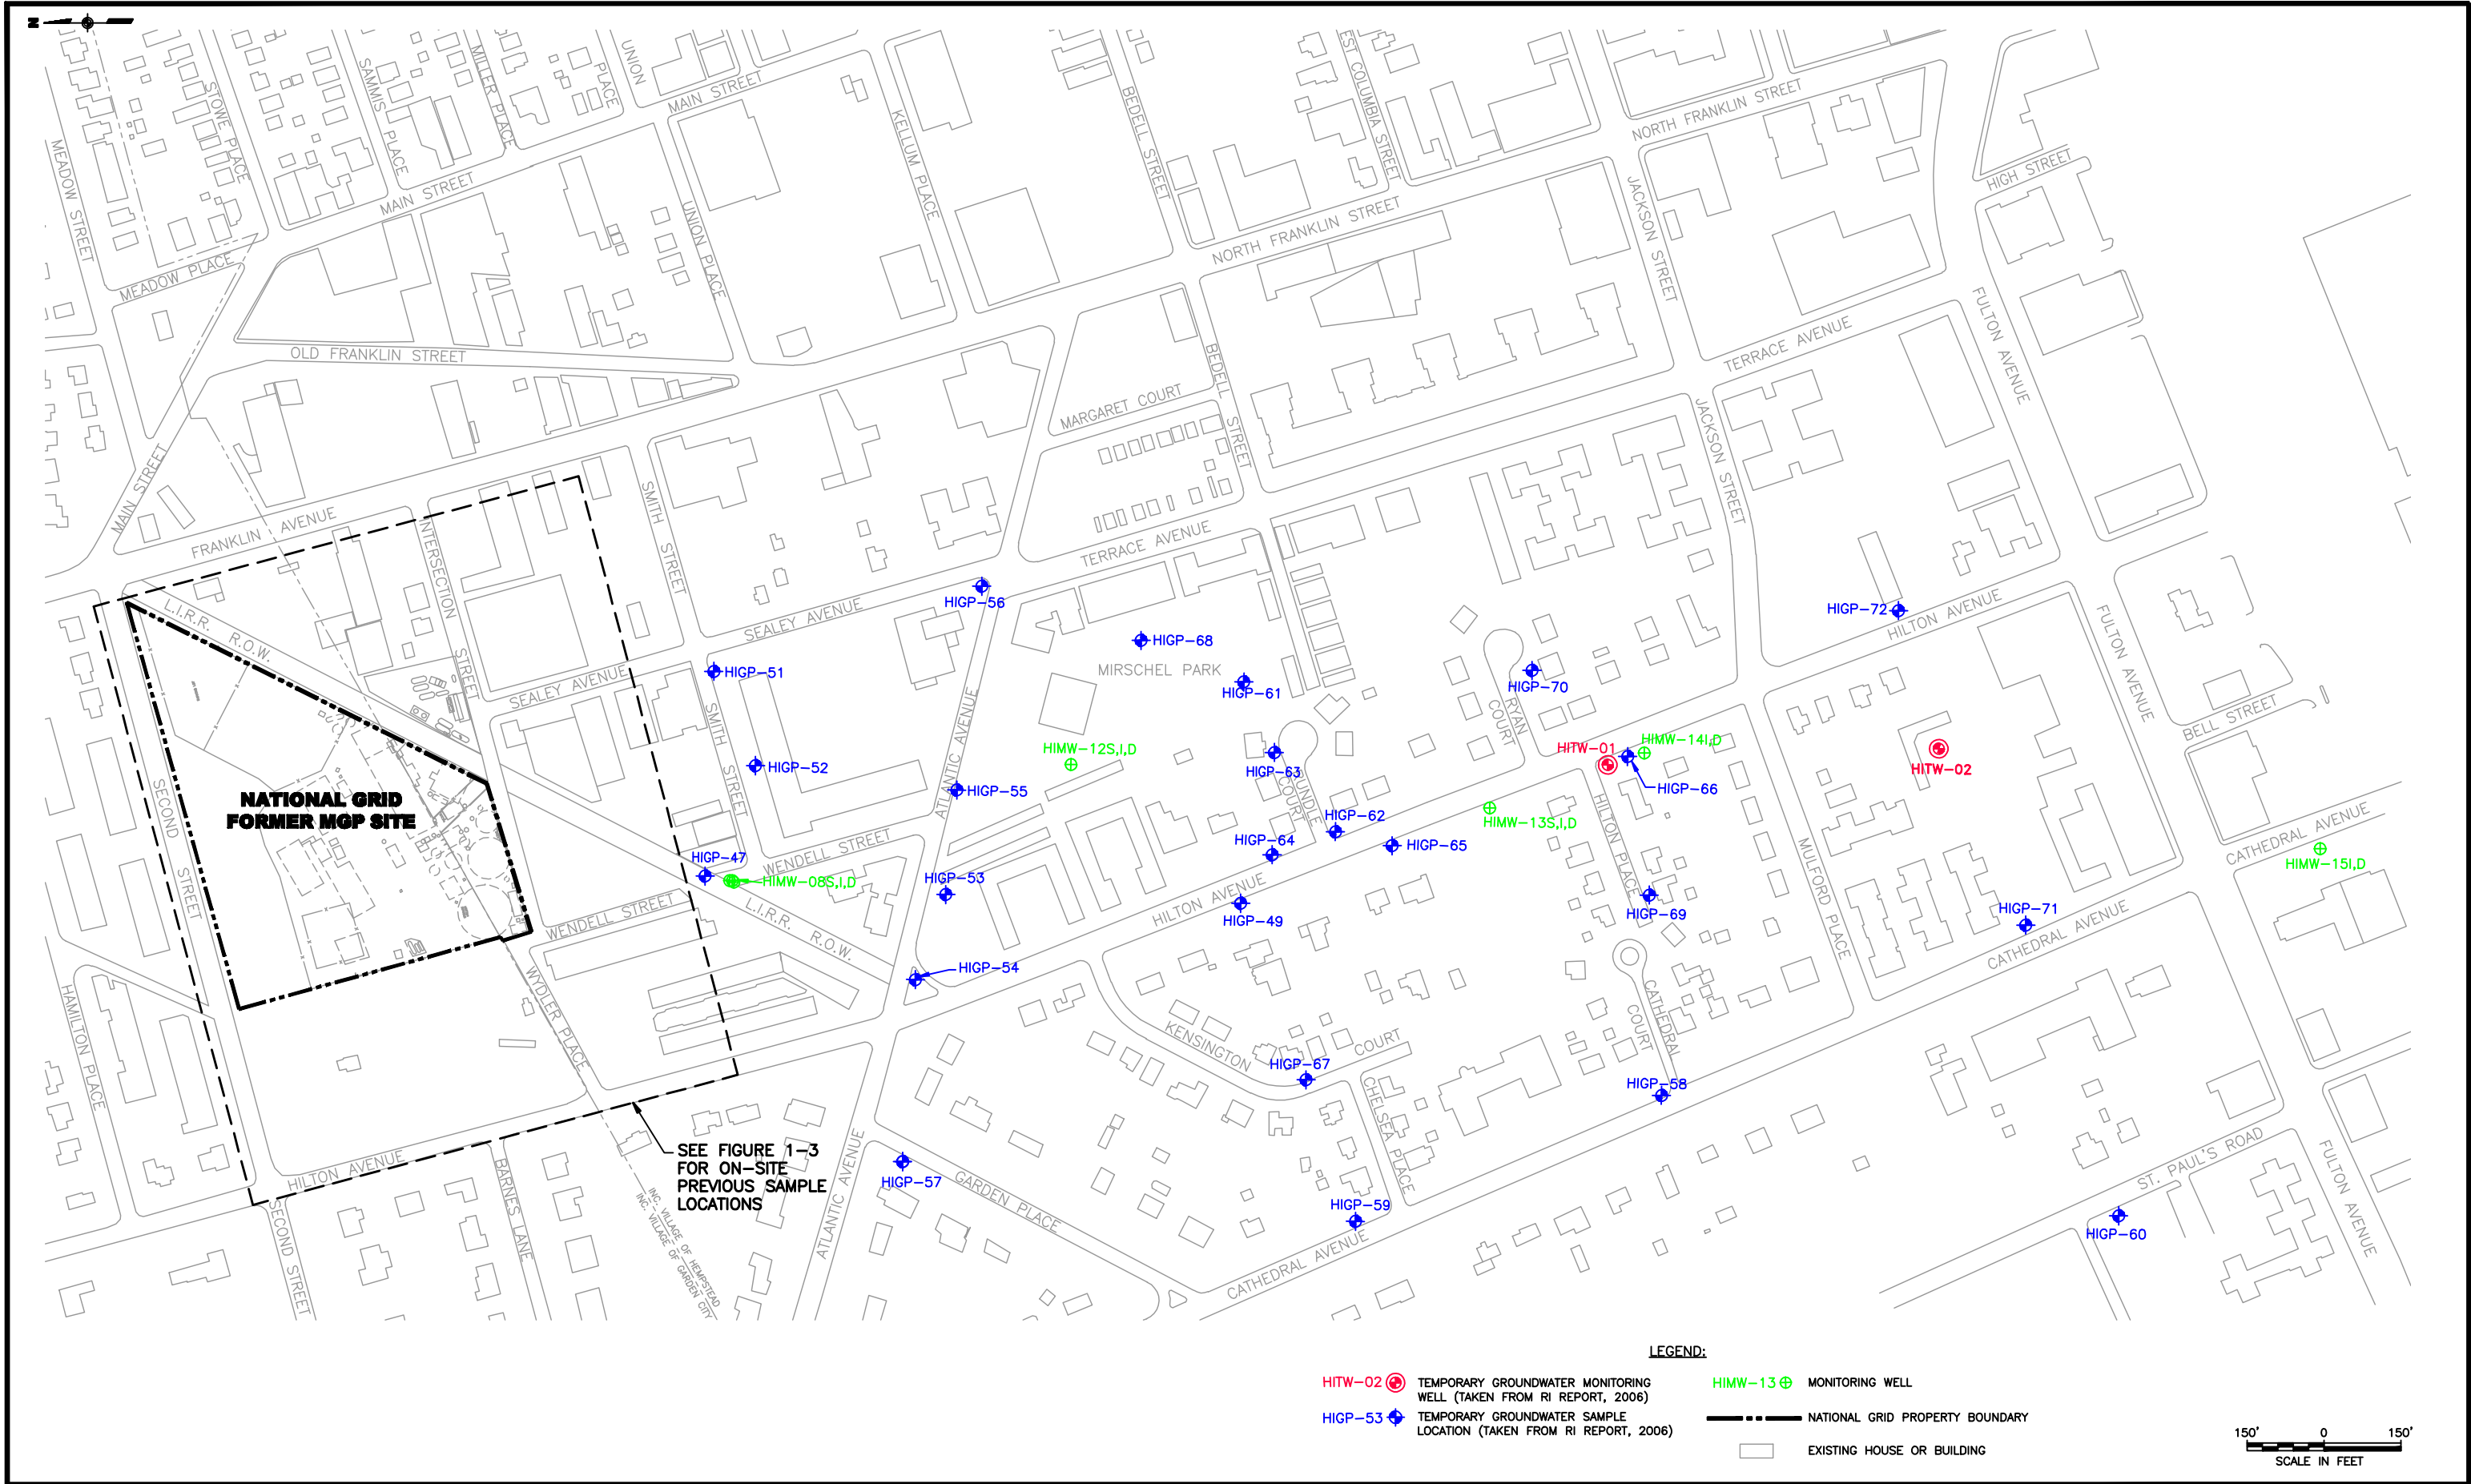 N
MEADOW STREET
STOWE PLACE
SAMMIS PLACE
MILLER PLACE
PLACE
UNION
MAIN STREET
MAIN STREET
KELLUM PLACE
UNION PLACE
BEDELL STREET
EST COLUMBIA STREET
NORTH FRANKLIN STREET
NORTH FRANKLIN STREET
JACKSON STREET
HIGH STREET
MEADOW PLACE
OLD FRANKLIN STREET
MARGARET COURT
BEDELL STREET
TERRACE AVENUE
FULTON AVENUE
MAIN STREET
FRANKLIN AVENUE
INTERSECTION STREET
SMITH STREET
TERRACE AVENUE
JACKSON STREET
L.I.R.R. R.O.W.
SEALEY AVENUE
HIGP-56
HIGP-72
HILTON AVENUE
FULTON AVENUE
HIGP-68
MIRSCHEL PARK
HIGP-61
HIGP-51
SEALEY AVENUE
HIGP-70
RYAN COURT
BELL STREET
SMITH STREET
ATLANTIC AVENUE
HIMW-12S,I,D
HIGP-63
HITW-01
HIMW-14I,D
HIGP-66
HITW-02
HIGP-52
HIGP-55
NATIONAL GRID
FORMER MGP SITE
SECOND STREET
HIGP-62
HIGP-64
HIGP-65
HIMW-13S,I,D
HILTON PLACE
MULFORD PLACE
CATHEDRAL AVENUE
HIMW-15I,D
HIGP-47
HIMW-08S,I,D
WENDELL STREET
HIGP-53
HILTON AVENUE
HIGP-49
HIGP-69
HIGP-71
CATHEDRAL AVENUE
WENDELL STREET
L.I.R.R. R.O.W.
HIGP-54
WYDLER PLACE
HAMILTON PLACE
KENSINGTON COURT
CATHEDRAL COURT
HIGP-67
HIGP-58
CHELSEA PLACE
SEE FIGURE 1-3
FOR ON-SITE
PREVIOUS SAMPLE
LOCATIONS
HILTON AVENUE
BARNES LANE
SECOND STREET
INC. VILLAGE OF HEMPSTEAD
INC. VILLAGE OF GARDEN CITY
ATLANTIC AVENUE
HIGP-57
GARDEN PLACE
HIGP-59
CATHEDRAL AVENUE
ST. PAUL'S ROAD
HIGP-60
FULTON AVENUE
LEGEND:
HITW-02 TEMPORARY GROUNDWATER MONITORING
WELL (TAKEN FROM RI REPORT, 2006)
HIGP-53 TEMPORARY GROUNDWATER SAMPLE
LOCATION (TAKEN FROM RI REPORT, 2006)
HIMW-13 MONITORING WELL
NATIONAL GRID PROPERTY BOUNDARY
EXISTING HOUSE OR BUILDING
150' 0 150'
SCALE IN FEET